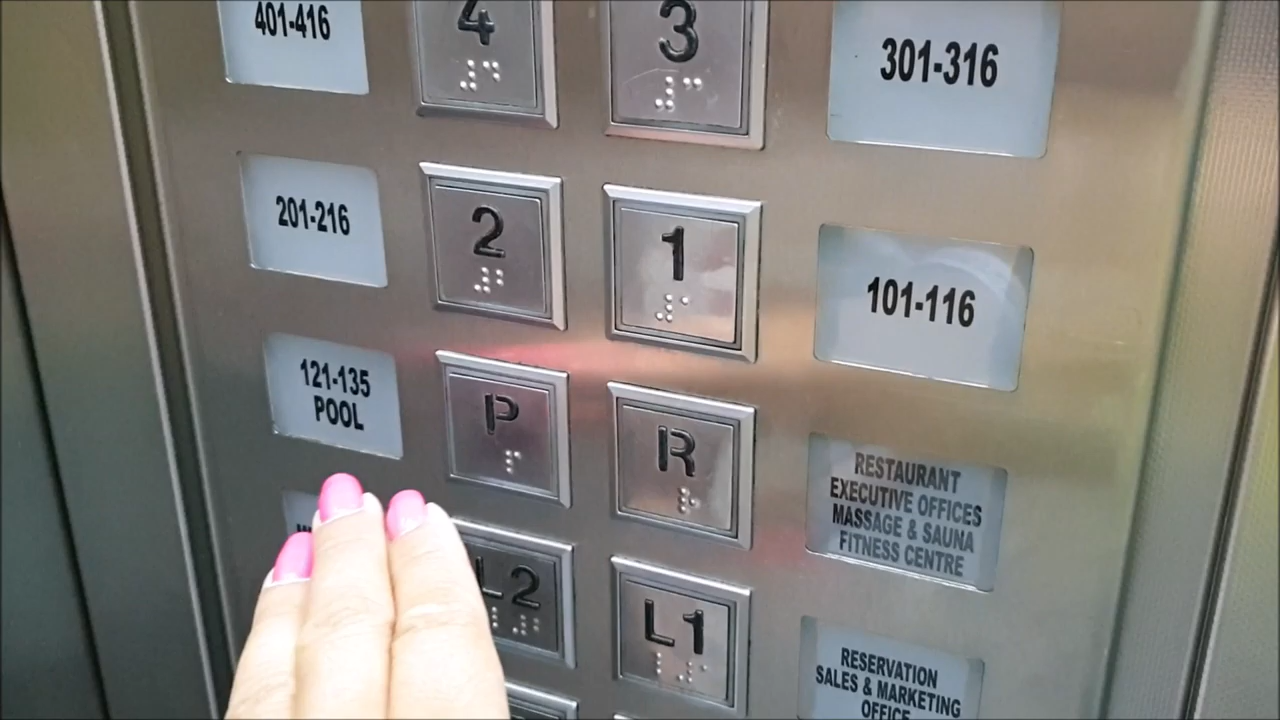 401-416
4
3
301-316
201-216
2
1
101-116
121-135
POOL
P
R
RESTAURANT
EXECUTIVE OFFICES
MASSAGE & SAUNA
FITNESS CENTRE
L2
L1
RESERVATION
SALES & MARKETING
OFFICE